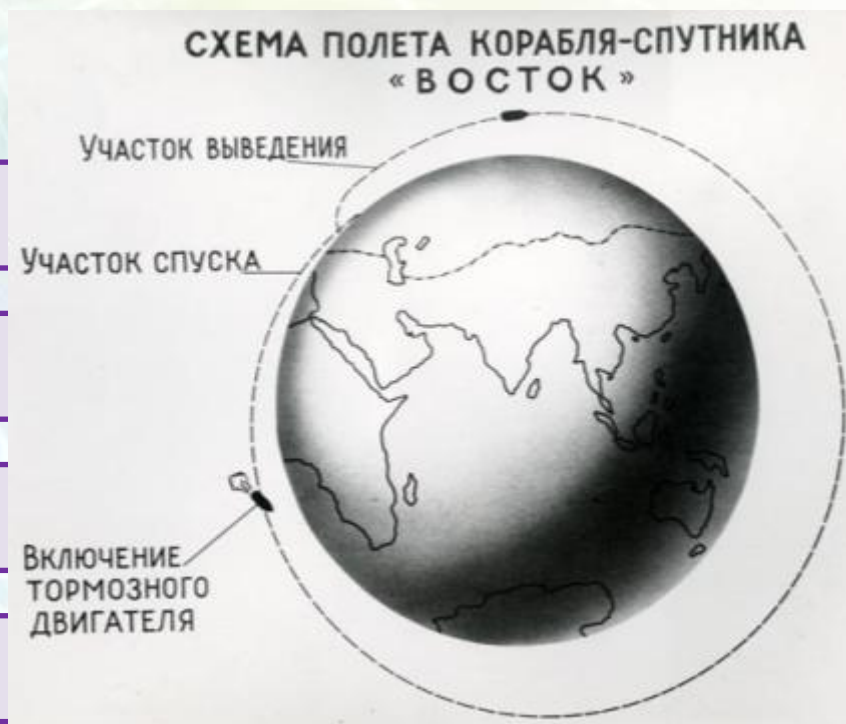 СХЕМА ПОЛЕТА КОРАБЛЯ-СПУТНИКА
«ВОСТОК»
УЧАСТОК ВЫВЕДЕНИЯ
УЧАСТОК СПУСКА
ВКЛЮЧЕНИЕ
ТОРМОЗНОГО
ДВИГАТЕЛЯ